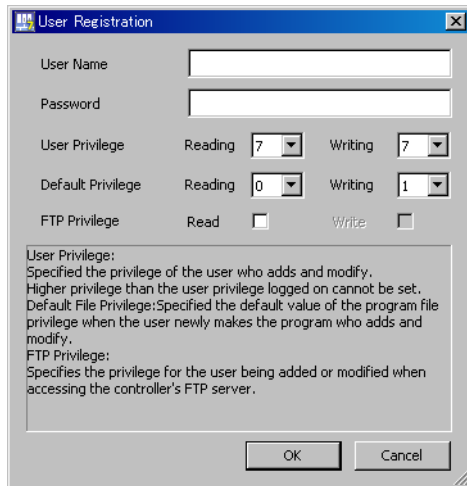 User Registration
User Name
Password
User Privilege Reading 7 Writing 7
Default Privilege Reading 0 Writing 1
FTP Privilege Read Write
User Privilege:
Specified the privilege of the user who adds and modify.
Higher privilege than the user privilege logged on cannot be set.
Default File Privilege:Specified the default value of the program file
privilege when the user newly makes the program who adds and
modify.
FTP Privilege:
Specifies the privilege for the user being added or modified when
accessing the controller's FTP server.
OK Cancel